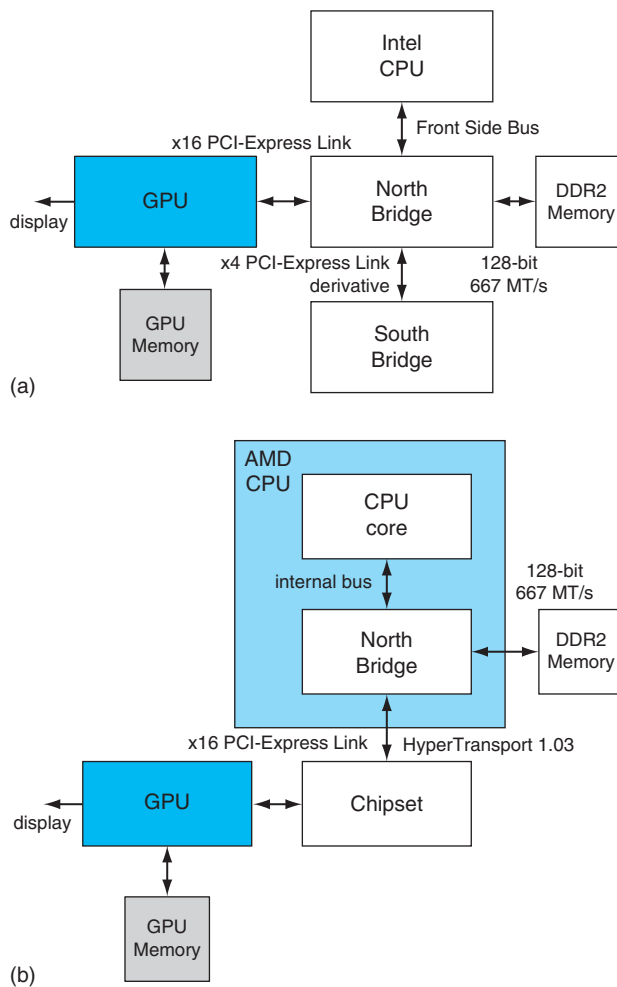 Intel
CPU
Front Side Bus
x16 PCI-Express Link
GPU
North
Bridge
DDR2
Memory
display
x4 PCI-Express Link
derivative
128-bit
667 MT/s
GPU
Memory
South
Bridge
(a)
AMD
CPU
CPU
core
internal bus
128-bit
667 MT/s
North
Bridge
DDR2
Memory
x16 PCI-Express Link
HyperTransport 1.03
GPU
Chipset
display
GPU
Memory
(b)